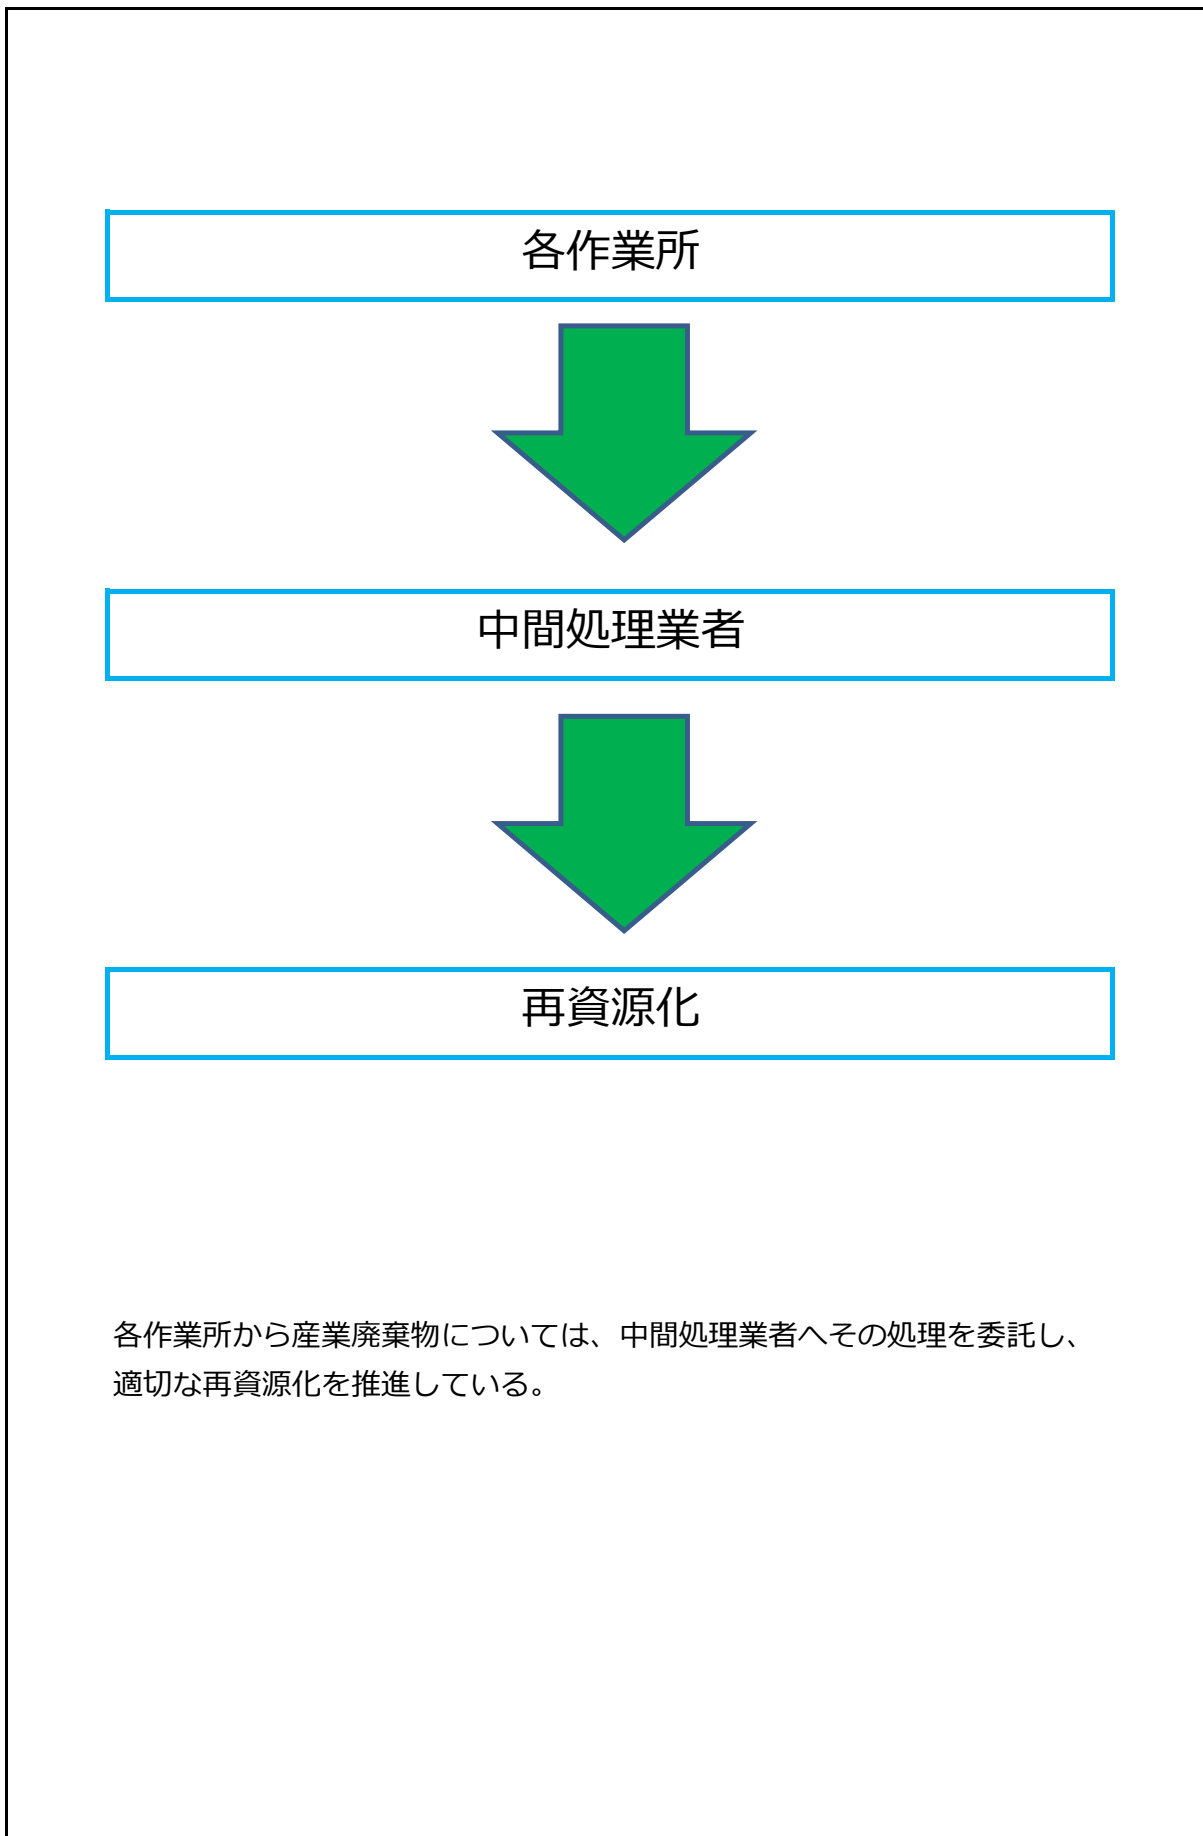 各作業所
中間処理業者
再資源化
各作業所から産業廃棄物については、中間処理業者へその処理を委託し、
適切な再資源化を推進している。